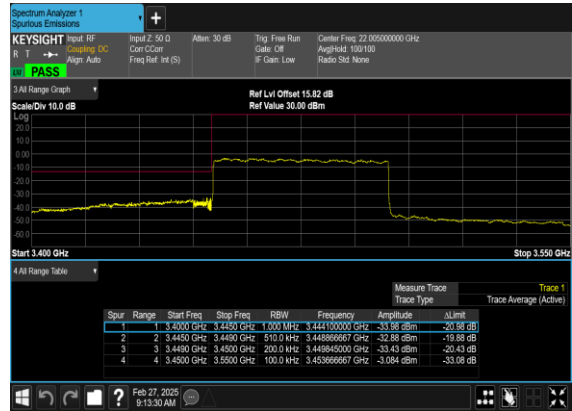 Spectrum Analyzer 1
Spurious Emissions
KEYSIGHT Input: RF Input Z: 50 Ω Atten: 30 dB Trig: Free Run Center Freq: 22.005000000 GHz
R T Coupling: DC Corr CCorr Gate: Off Avg|Hold: 100/100
Align: Auto Freq Ref: Int (S) IF Gain: Low Radio Std: None
PASS
3 All Range Graph
Ref Lvl Offset 15.82 dB
Scale/Div 10.0 dB Ref Value 30.00 dBm
Log
20.0
10.0
0.00
-10.0
-20.0
-30.0
-40.0
-50.0
-60.0
Start 3.400 GHz Stop 3.550 GHz
4 All Range Table
Measure Trace Trace 1
Trace Type Trace Average (Active)
Spur Range Start Freq Stop Freq RBW Frequency Amplitude ΔLimit
1 1 3.4000 GHz 3.4450 GHz 1.000 MHz 3.444100000 GHz -33.98 dBm -20.98 dB
2 2 3.4450 GHz 3.4490 GHz 510.0 kHz 3.448866667 GHz -32.88 dBm -19.88 dB
3 3 3.4490 GHz 3.4500 GHz 200.0 kHz 3.449845000 GHz -33.43 dBm -20.43 dB
4 4 3.4500 GHz 3.5500 GHz 100.0 kHz 3.453666667 GHz -3.084 dBm -33.08 dB
Feb 27, 2025
9:13:30 AM